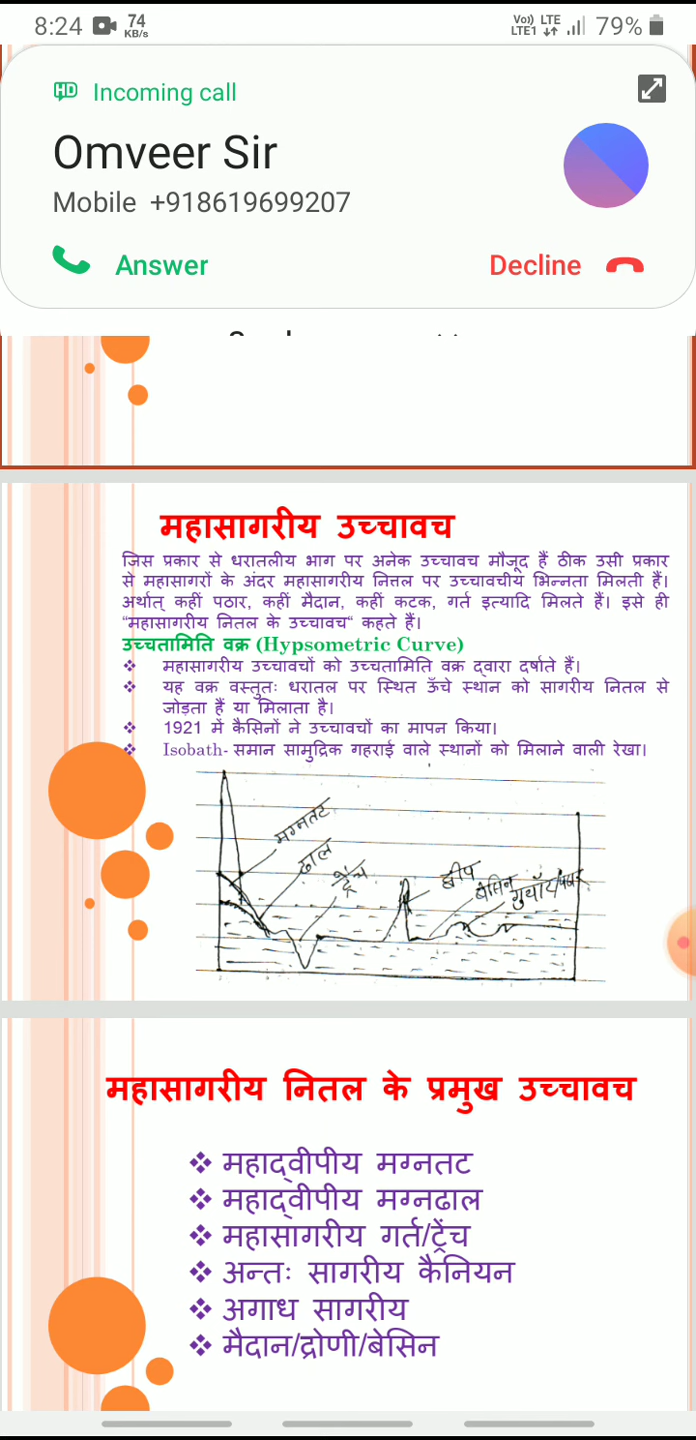 8:24 74 KB/s Vo)) LTE LTE1 79%
Incoming call
Omveer Sir
Mobile +918619699207
Answer Decline
महासागरीय उच्चावच
जिस प्रकार से धरातलीय भाग पर अनेक उच्चावच मौजूद हैं ठीक उसी प्रकार
से महासागरों के अंदर महासागरीय नित्तल पर उच्चावचीय भिन्नता मिलती हैं।
अर्थात् कहीं पठार, कहीं मैदान, कहीं कटक, गर्त इत्यादि मिलते हैं। इसे ही
“महासागरीय नितल के उच्चावच“ कहते हैं।
उच्चतामिति वक्र (Hypsometric Curve)
❖ महासागरीय उच्चावचों को उच्चतामिति वक्र द्वारा दर्षाते हैं।
❖ यह वक्र वस्तुतः धरातल पर स्थित ऊँचे स्थान को सागरीय नितल से
जोड़ता हैं या मिलाता है।
❖ 1921 में कैसिनों ने उच्चावचों का मापन किया।
❖ Isobath- समान सामुद्रिक गहराई वाले स्थानों को मिलाने वाली रेखा।
मग्नतट
ढाल
ट्रेंच
द्वीप
बेसिन
महासागरीय नितल के प्रमुख उच्चावच
❖ महाद्वीपीय मग्नतट
❖ महाद्वीपीय मग्नढाल
❖ महासागरीय गर्त/ट्रेंच
❖ अन्तः सागरीय कैनियन
❖ अगाध सागरीय
❖ मैदान/द्रोणी/बेसिन